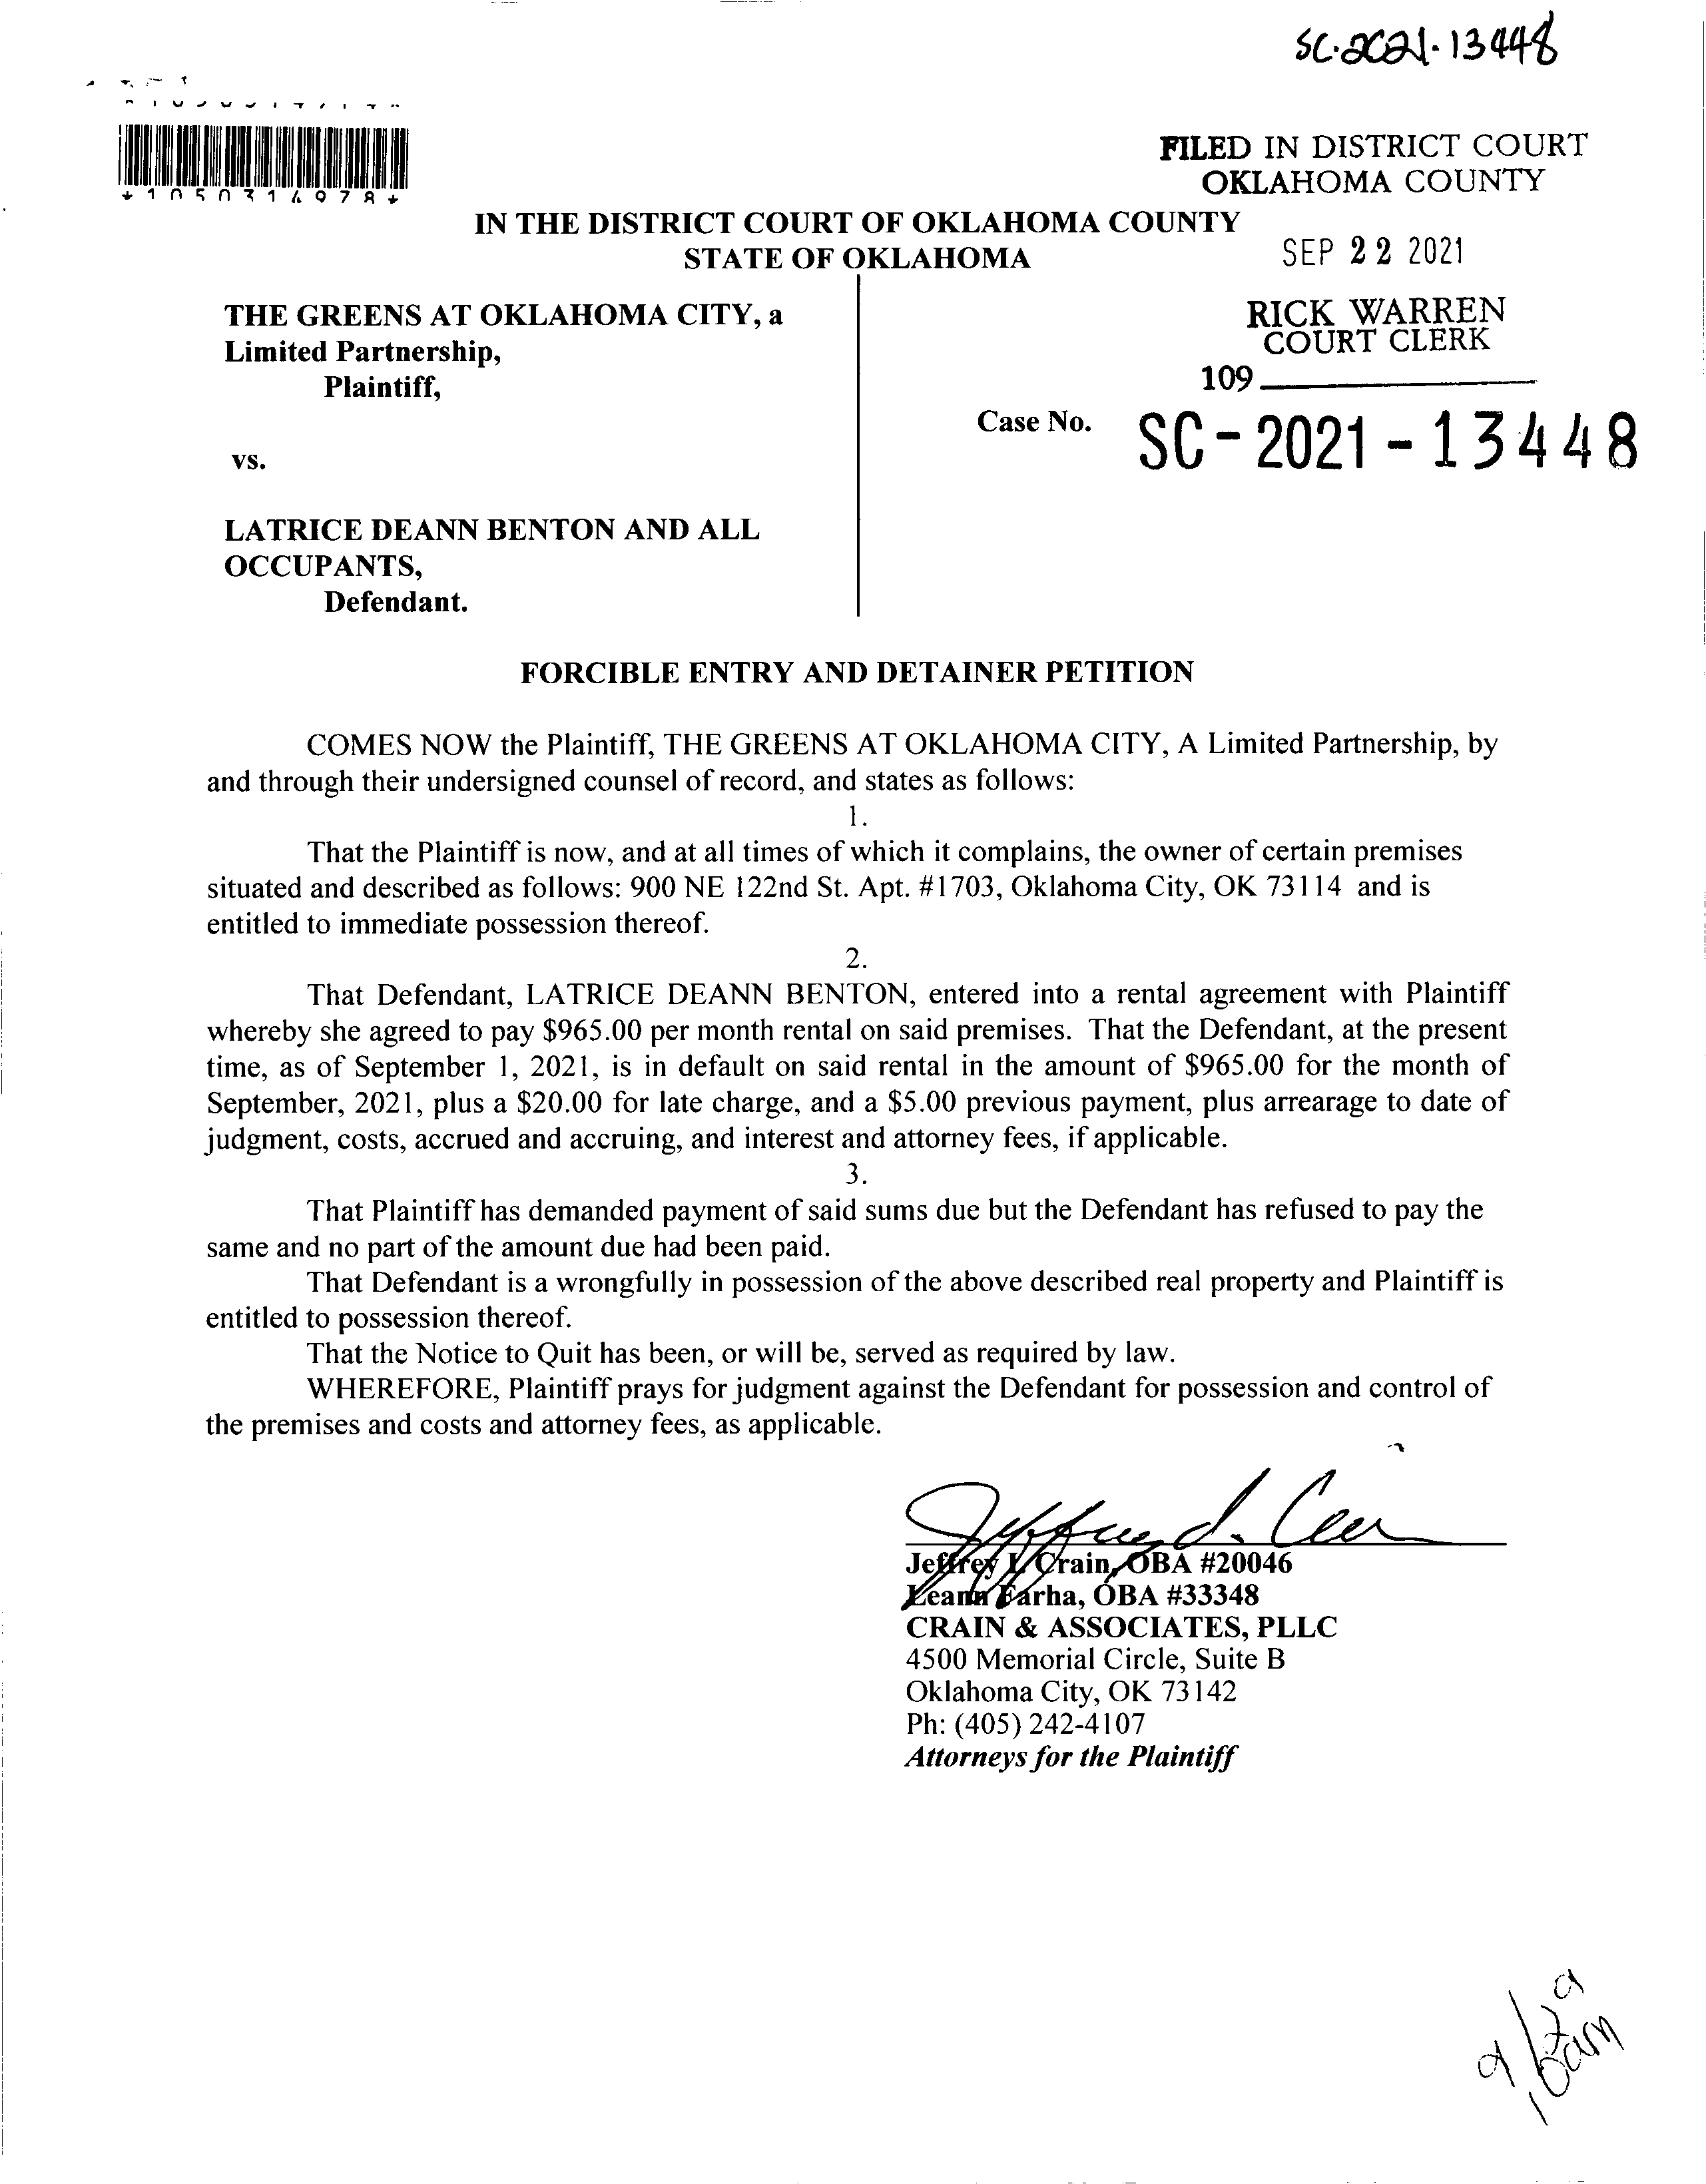 SC-2021-13448
*1050314978*
FILED IN DISTRICT COURT
OKLAHOMA COUNTY
IN THE DISTRICT COURT OF OKLAHOMA COUNTY
STATE OF OKLAHOMA
SEP 22 2021
THE GREENS AT OKLAHOMA CITY, a
Limited Partnership,
Plaintiff,
RICK WARREN
COURT CLERK
109
Case No. SC-2021-13448
vs.
LATRICE DEANN BENTON AND ALL
OCCUPANTS,
Defendant.
FORCIBLE ENTRY AND DETAINER PETITION
COMES NOW the Plaintiff, THE GREENS AT OKLAHOMA CITY, A Limited Partnership, by
and through their undersigned counsel of record, and states as follows:
1.
That the Plaintiff is now, and at all times of which it complains, the owner of certain premises
situated and described as follows: 900 NE 122nd St. Apt. #1703, Oklahoma City, OK 73114 and is
entitled to immediate possession thereof.
2.
That Defendant, LATRICE DEANN BENTON, entered into a rental agreement with Plaintiff
whereby she agreed to pay $965.00 per month rental on said premises. That the Defendant, at the present
time, as of September 1, 2021, is in default on said rental in the amount of $965.00 for the month of
September, 2021, plus a $20.00 for late charge, and a $5.00 previous payment, plus arrearage to date of
judgment, costs, accrued and accruing, and interest and attorney fees, if applicable.
3.
That Plaintiff has demanded payment of said sums due but the Defendant has refused to pay the
same and no part of the amount due had been paid.
That Defendant is a wrongfully in possession of the above described real property and Plaintiff is
entitled to possession thereof.
That the Notice to Quit has been, or will be, served as required by law.
WHEREFORE, Plaintiff prays for judgment against the Defendant for possession and control of
the premises and costs and attorney fees, as applicable.
Jeffrey L Crain, OBA #20046
Leann Farha, OBA #33348
CRAIN & ASSOCIATES, PLLC
4500 Memorial Circle, Suite B
Oklahoma City, OK 73142
Ph: (405) 242-4107
Attorneys for the Plaintiff